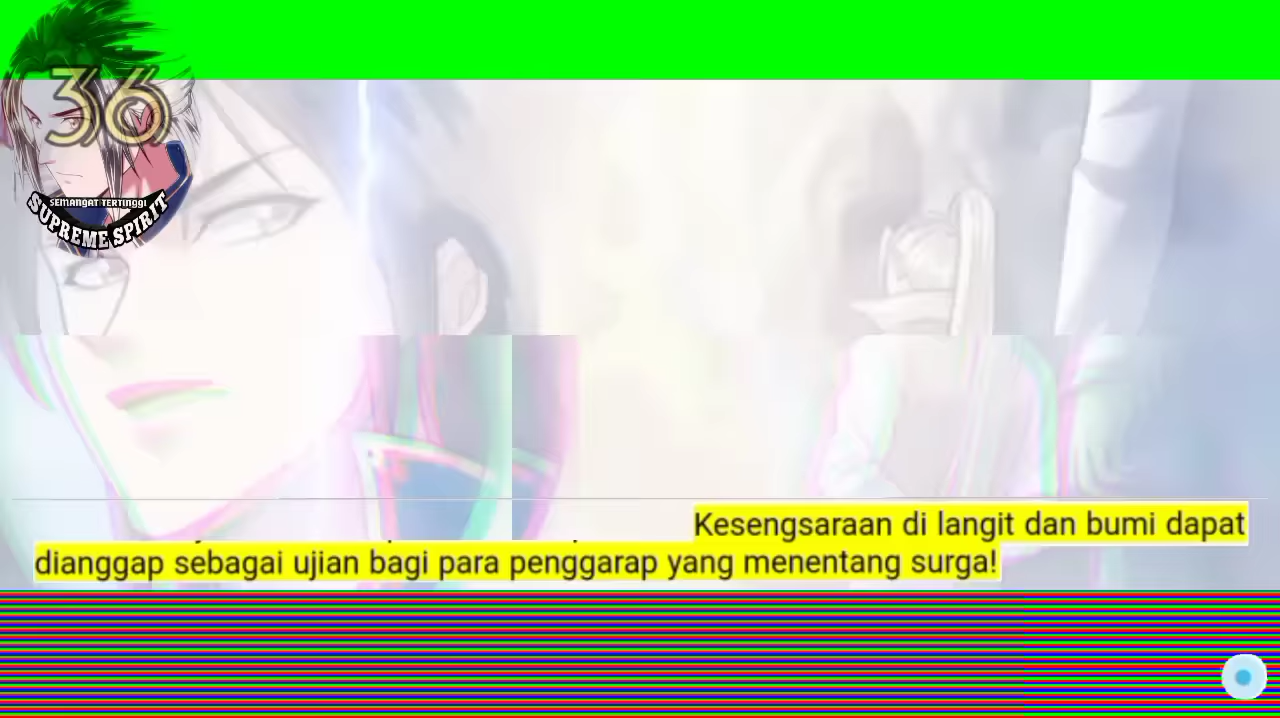 36
SEMANGAT TERTINGGI
SUPREME SPIRIT
Kesengsaraan di langit dan bumi dapat
dianggap sebagai ujian bagi para penggarap yang menentang surga!